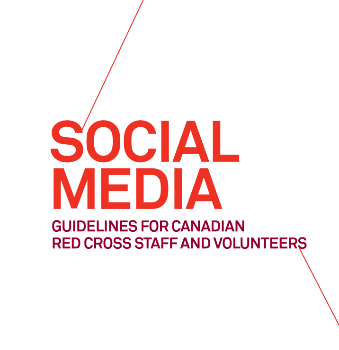 SOCIAL
MEDIA
GUIDELINES FOR CANADIAN
RED CROSS STAFF AND VOLUNTEERS